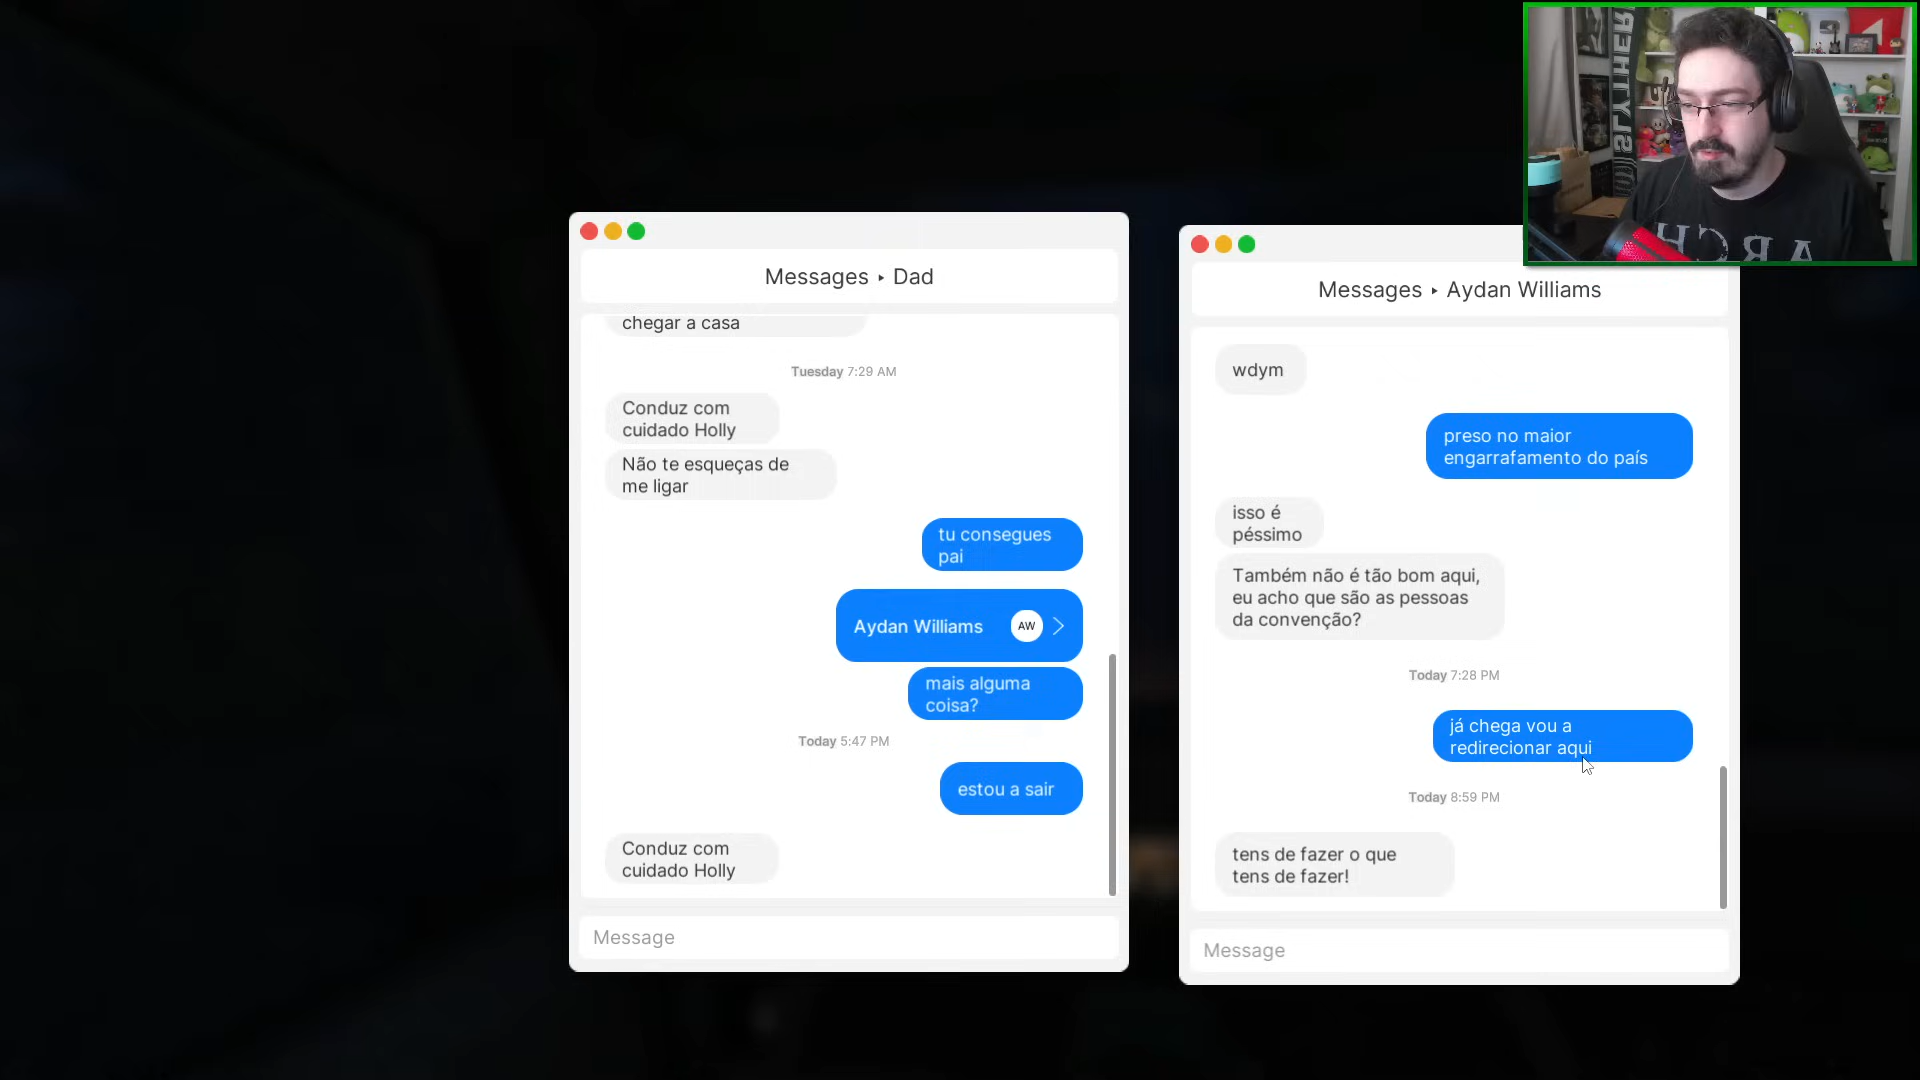 Messages ▸ Dad
chegar a casa
Tuesday 7:29 AM
Conduz com
cuidado Holly
Não te esqueças de
me ligar
tu consegues
pai
Aydan Williams AW
mais alguma
coisa?
Today 5:47 PM
estou a sair
Conduz com
cuidado Holly
Message
Messages ▸ Aydan Williams
wdym
preso no maior
engarrafamento do país
isso é
péssimo
Também não é tão bom aqui,
eu acho que são as pessoas
da convenção?
Today 7:28 PM
já chega vou a
redirecionar aqui
Today 8:59 PM
tens de fazer o que
tens de fazer!
Message